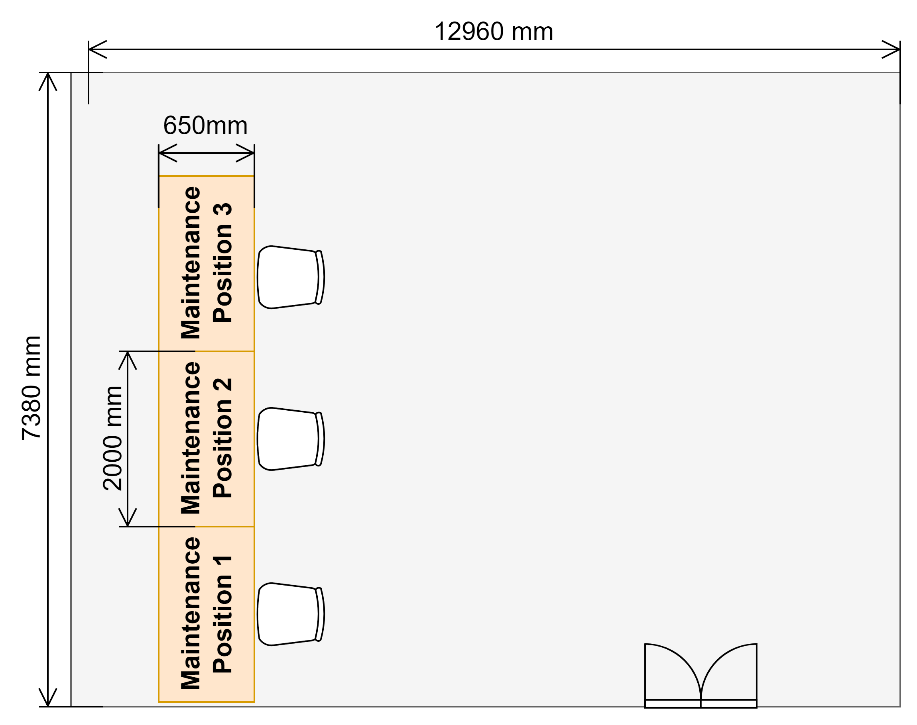 12960 mm
650mm
Maintenance
Position 3
7380 mm
2000 mm
Maintenance
Position 2
Maintenance
Position 1